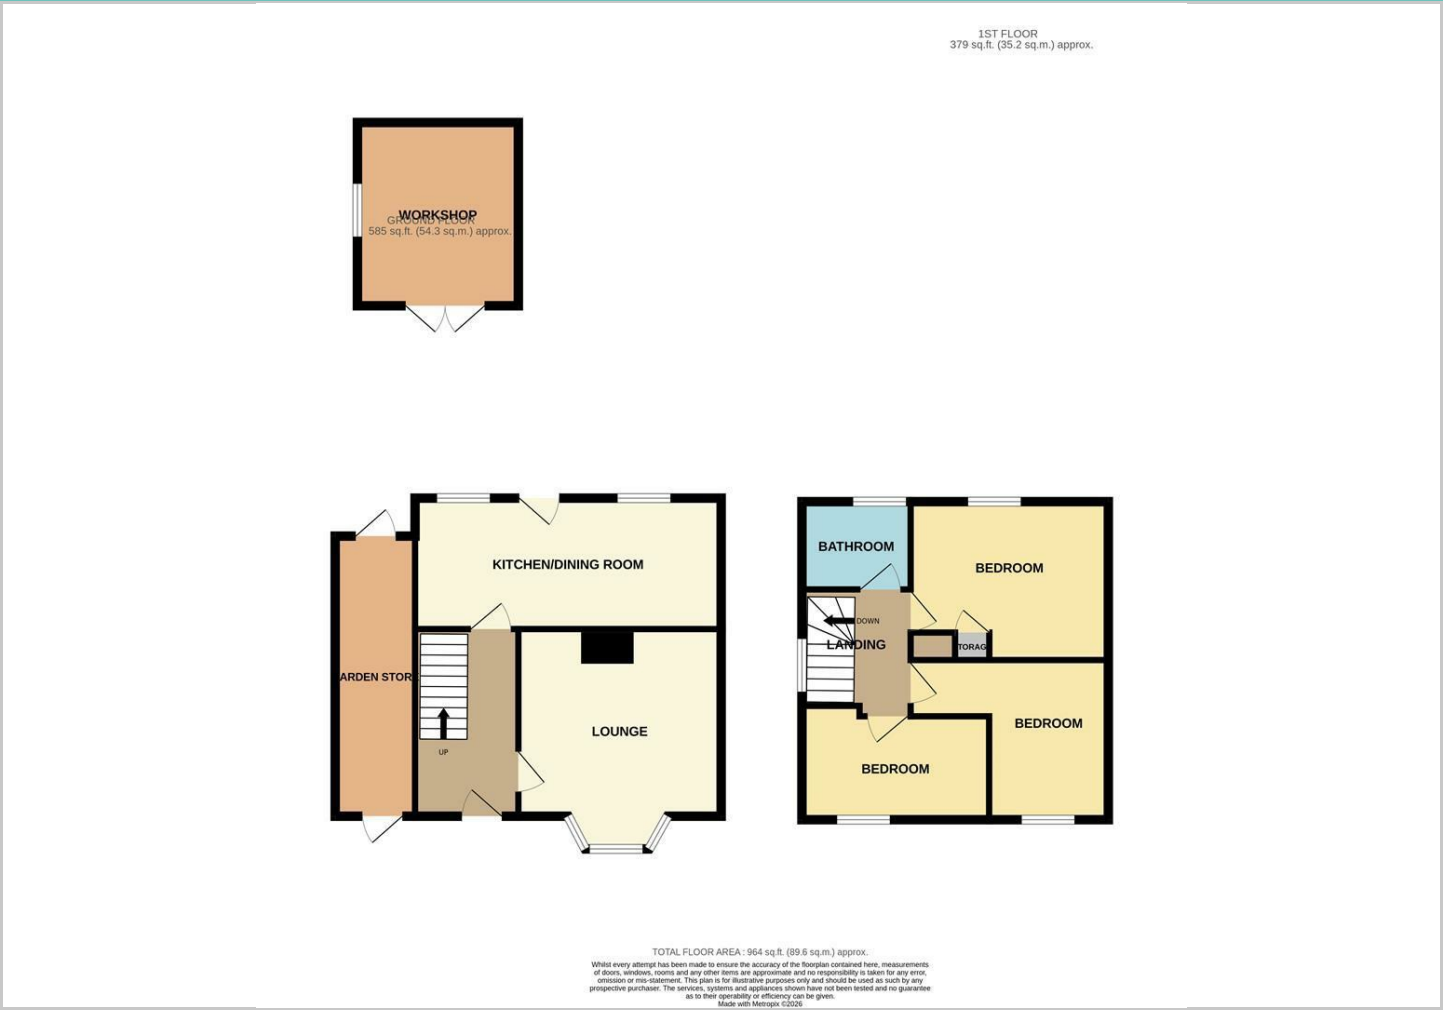 1ST FLOOR
379 sq.ft. (35.2 sq.m.) approx.
WORKSHOP
GROUND FLOOR
585 sq.ft. (54.3 sq.m.) approx.
KITCHEN/DINING ROOM
BATHROOM
BEDROOM
DOWN
LANDING
TORAG
ARDEN STOR
LOUNGE
BEDROOM
UP
BEDROOM
TOTAL FLOOR AREA : 964 sq.ft. (89.6 sq.m.) approx.
Whilst every attempt has been made to ensure the accuracy of the floorplan contained here, measurements
of doors, windows, rooms and any other items are approximate and no responsibility is taken for any error,
omission or mis-statement. This plan is for illustrative purposes only and should be used as such by any
prospective purchaser. The services, systems and appliances shown have not been tested and no guarantee
as to their operability or efficiency can be given.
Made with Metropix ©2026